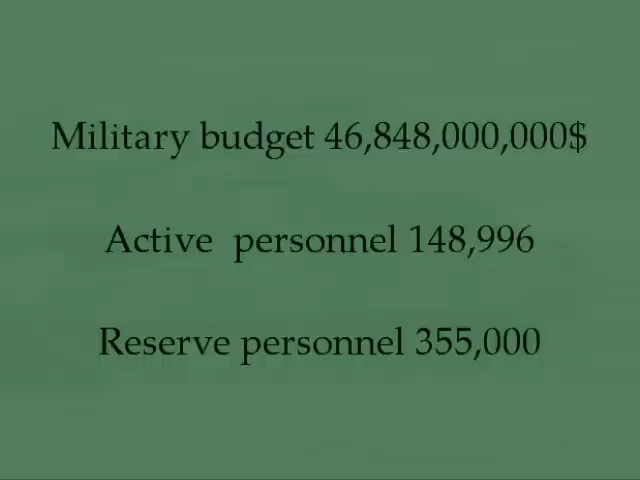 Military budget 46,848,000,000$
Active personnel 148,996
Reserve personnel 355,000